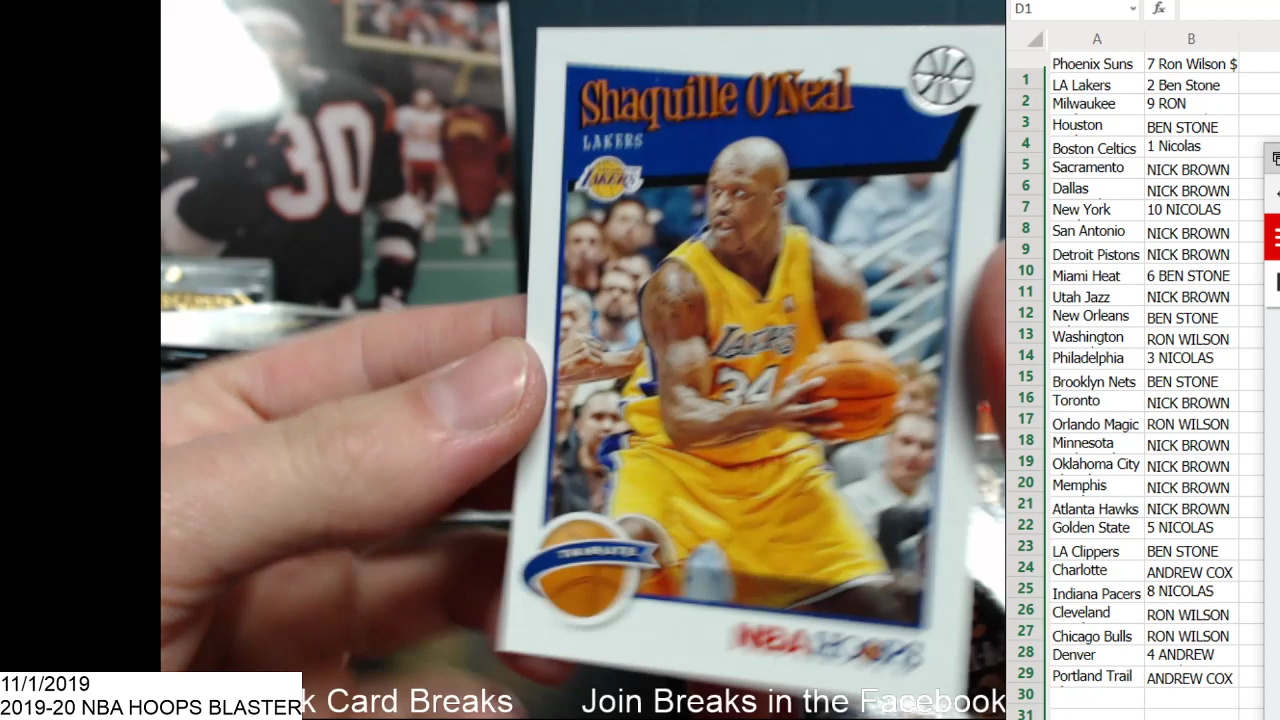 Shaquille O'Neal
LAKERS
LAKERS
30
LAKERS
34
TIMBRATE
NBA HOOPS
11/1/2019
2019-20 NBA HOOPS BLASTER
k Card Breaks Join Breaks in the Facebook
D1 fx
A B
Phoenix Suns 7 Ron Wilson $
1 LA Lakers 2 Ben Stone
2 Milwaukee 9 RON
3 Houston BEN STONE
4 Boston Celtics 1 Nicolas
5 Sacramento NICK BROWN
6 Dallas NICK BROWN
7 New York 10 NICOLAS
8 San Antonio NICK BROWN
9 Detroit Pistons NICK BROWN
10 Miami Heat 6 BEN STONE
11 Utah Jazz NICK BROWN
12 New Orleans BEN STONE
13 Washington RON WILSON
14 Philadelphia 3 NICOLAS
15 Brooklyn Nets BEN STONE
16 Toronto NICK BROWN
17 Orlando Magic RON WILSON
18 Minnesota NICK BROWN
19 Oklahoma City NICK BROWN
20 Memphis NICK BROWN
21 Atlanta Hawks NICK BROWN
22 Golden State 5 NICOLAS
23 LA Clippers BEN STONE
24 Charlotte ANDREW COX
25 Indiana Pacers 8 NICOLAS
26 Cleveland RON WILSON
27 Chicago Bulls RON WILSON
28 Denver 4 ANDREW
29 Portland Trail ANDREW COX
30
31